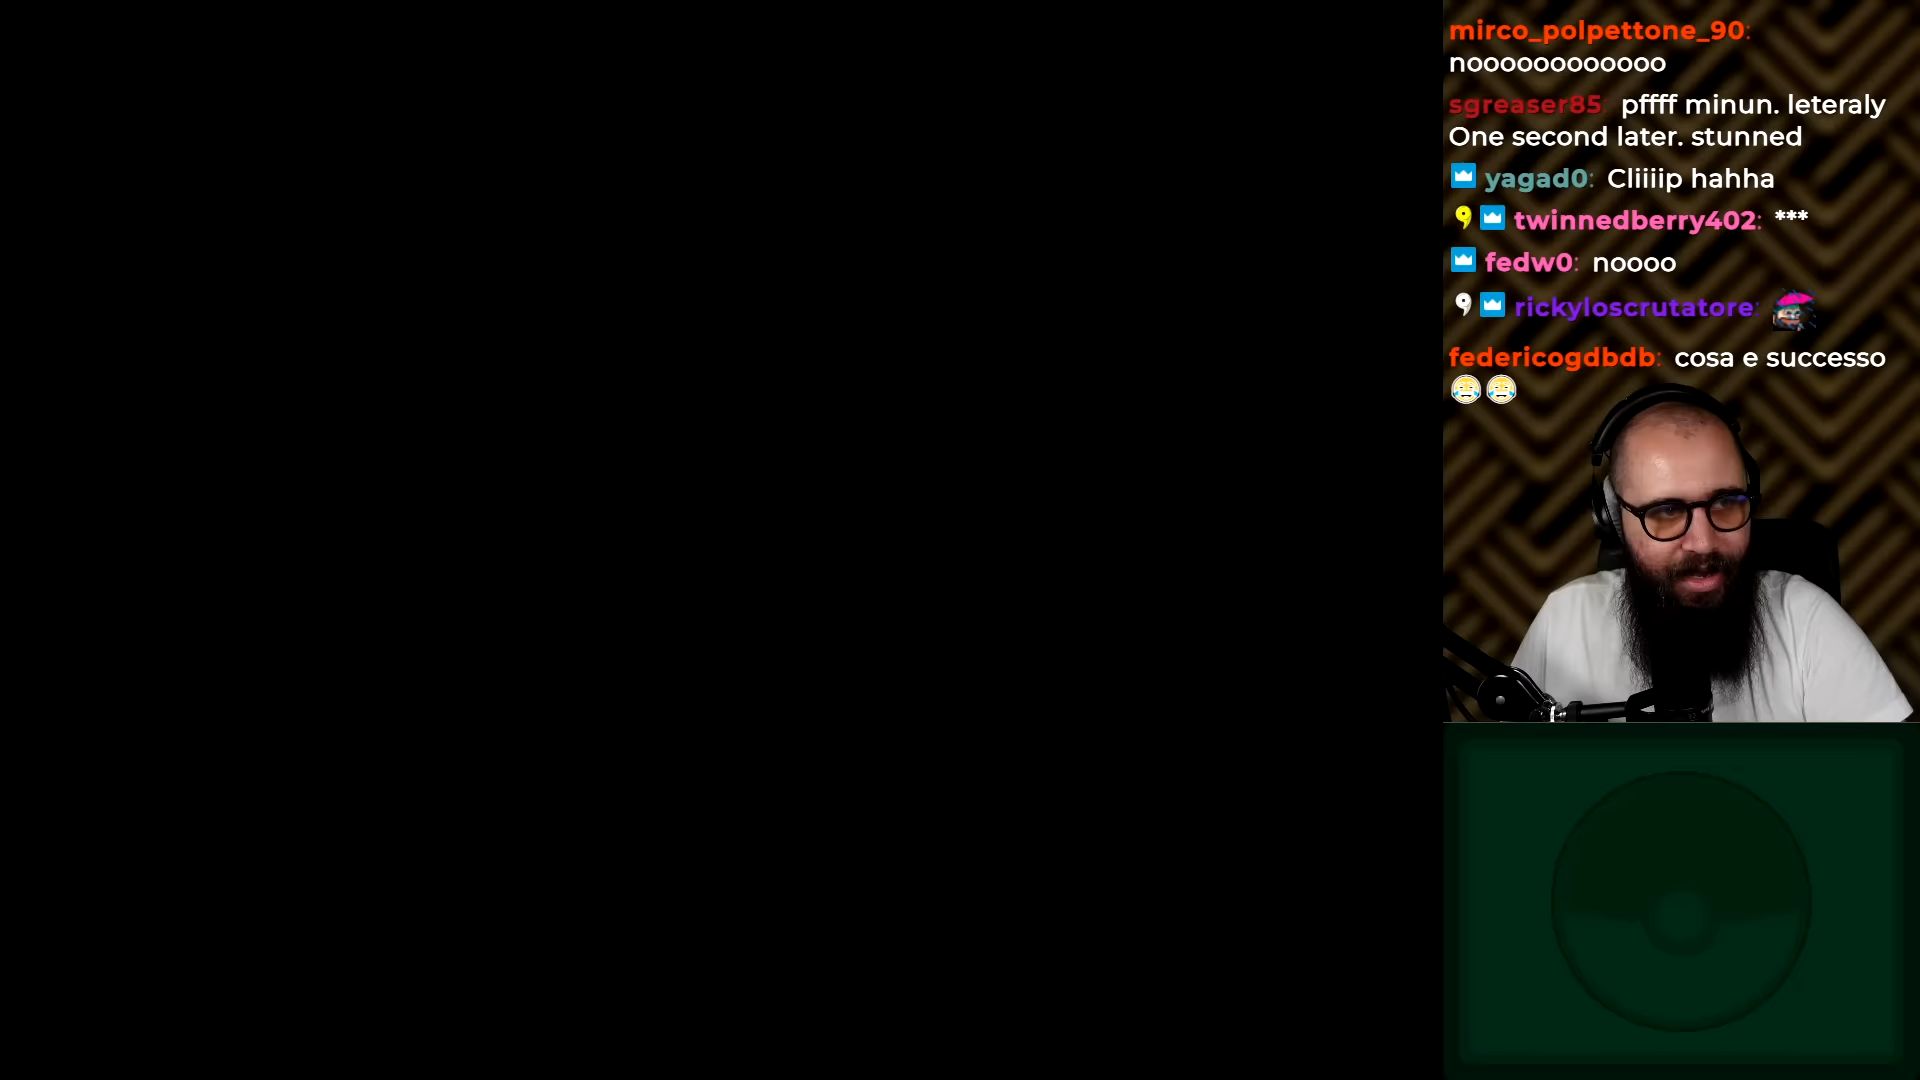 mirco_polpettone_90:
noooooooooooo
sgreaser85: pffff minun. leteraly
One second later. stunned
yagad0: Cliiiip hahha
twinnedberry402: ***
fedw0: noooo
rickyloscrutatore:
federicogdbdb: cosa e successo
😂😂